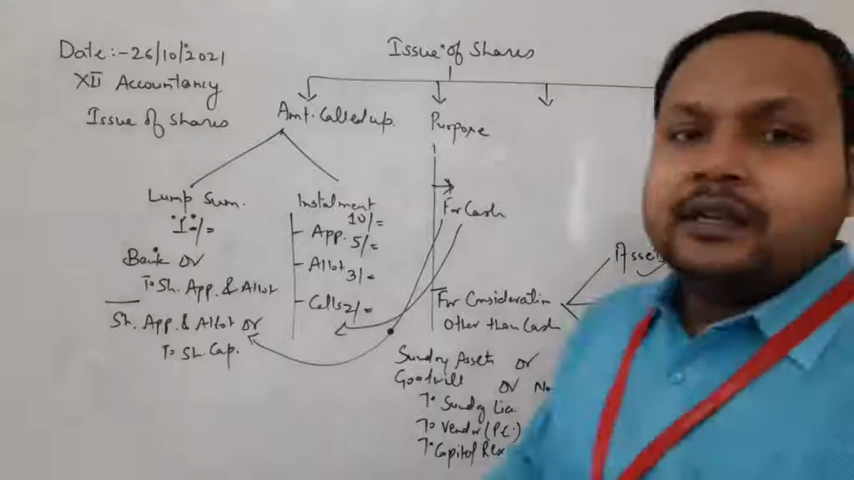 Date:-26/10/2021
XII Accountancy
Issue of Shares
Issue of Shares
Amt. Called up.
Purpose
Lump Sum.
10/=
Bank Dr
To Sh. App. & Allot
Sh. App. & Allot Dr
To Sh. Cap.
Instalment
10/=
App. 5/=
Allot 3/=
Calls 2/=
For Cash
For Consideration
Other than Cash
Sundry Assets Dr
Goodwill Dr
To Sundry Lia.
To Vendor (P.C.)
To Capital Res